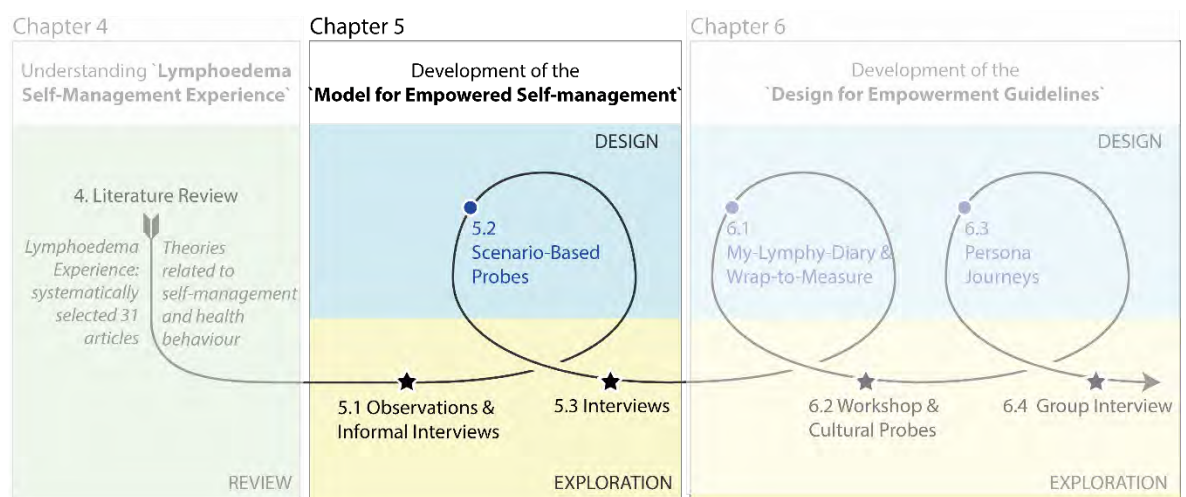 Chapter 4
Understanding `Lymphoedema
Self-Management Experience`
4. Literature Review
Lymphoedema
Experience:
systematically
selected 31
articles
Theories
related to
self-management
and health
behaviour
REVIEW
Chapter 5
Development of the
`Model for Empowered Self-management`
DESIGN
5.2
Scenario-Based
Probes
5.1 Observations &
Informal Interviews
5.3 Interviews
EXPLORATION
Chapter 6
Development of the
`Design for Empowerment Guidelines`
DESIGN
6.1
My-Lymphy-Diary &
Wrap-to-Measure
6.3
Persona
Journeys
6.2 Workshop &
Cultural Probes
6.4 Group Interview
EXPLORATION